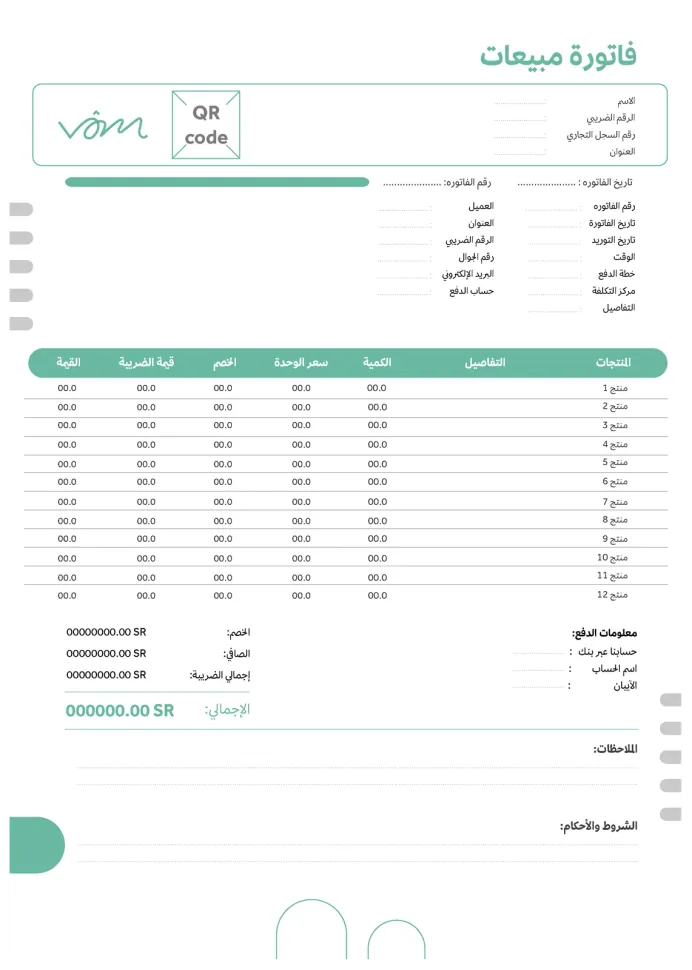 فاتورة مبيعات
الاسم :
الرقم الضريبي :
رقم السجل التجاري :
العنوان :
QR
code
تاريخ الفاتوره : .....................
رقم الفاتوره: .....................
رقم الفاتوره :
تاريخ الفاتورة :
تاريخ التوريد :
الوقت :
خطة الدفع :
مركز التكلفة :
التفاصيل :
العميل :
العنوان :
الرقم الضريبي :
رقم الجوال :
البريد الإلكتروني :
حساب الدفع :
المنتجات التفاصيل الكمية سعر الوحدة الخصم قيمة الضريبة القيمة
منتج 1 00.0 00.0 00.0 00.0 00.0
منتج 2 00.0 00.0 00.0 00.0 00.0
منتج 3 00.0 00.0 00.0 00.0 00.0
منتج 4 00.0 00.0 00.0 00.0 00.0
منتج 5 00.0 00.0 00.0 00.0 00.0
منتج 6 00.0 00.0 00.0 00.0 00.0
منتج 7 00.0 00.0 00.0 00.0 00.0
منتج 8 00.0 00.0 00.0 00.0 00.0
منتج 9 00.0 00.0 00.0 00.0 00.0
منتج 10 00.0 00.0 00.0 00.0 00.0
منتج 11 00.0 00.0 00.0 00.0 00.0
منتج 12 00.0 00.0 00.0 00.0 00.0
معلومات الدفع:
حسابنا عبر بنك :
اسم الحساب :
الآيبان :
الخصم: 00000000.00 SR
الصافي: 00000000.00 SR
إجمالي الضريبة: 00000000.00 SR
الإجمالي: 000000.00 SR
الملاحظات:
الشروط والأحكام: